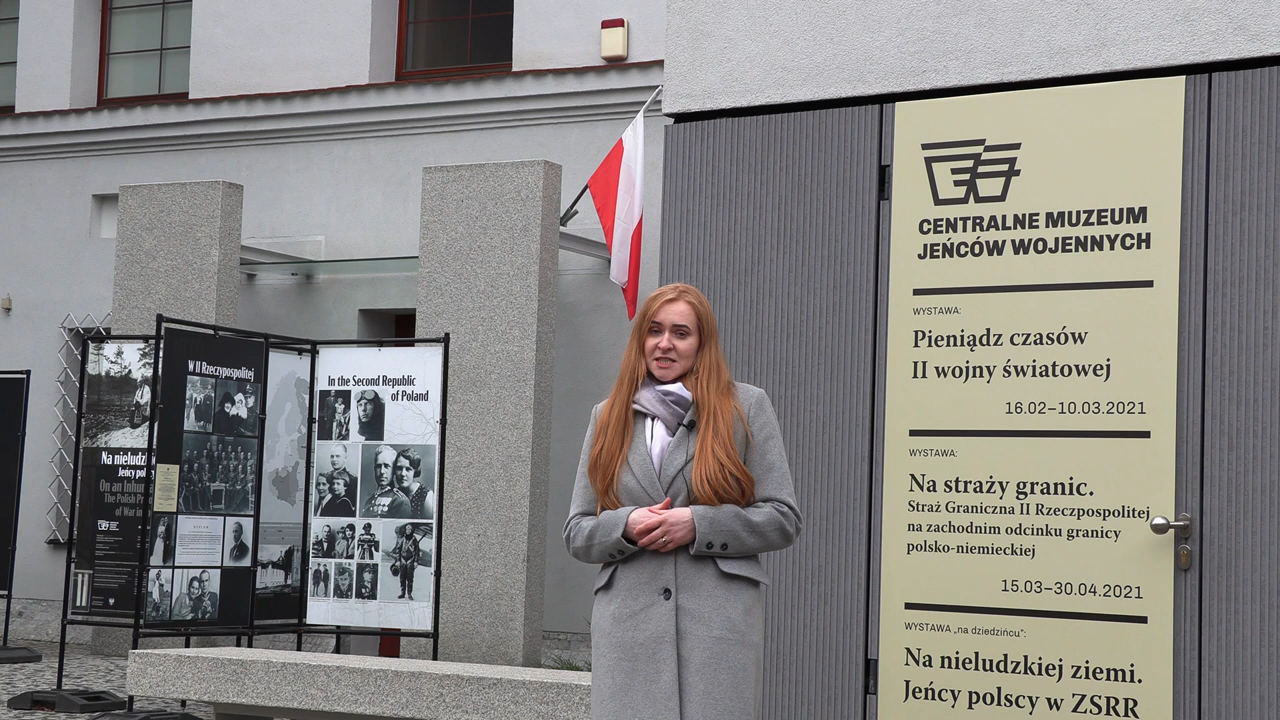 Na nieludzki
Jeńcy pols
On an Inhum
The Polish Pr
of War in
W II Rzeczypospolitej
In the Second Republic
of Poland
CENTRALNE MUZEUM
JEŃCÓW WOJENNYCH
WYSTAWA:
Pieniądz czasów
II wojny światowej
16.02–10.03.2021
WYSTAWA:
Na straży granic.
Straż Graniczna II Rzeczpospolitej
na zachodnim odcinku granicy
polsko-niemieckiej
15.03–30.04.2021
WYSTAWA „na dziedzińcu”:
Na nieludzkiej ziemi.
Jeńcy polscy w ZSRR